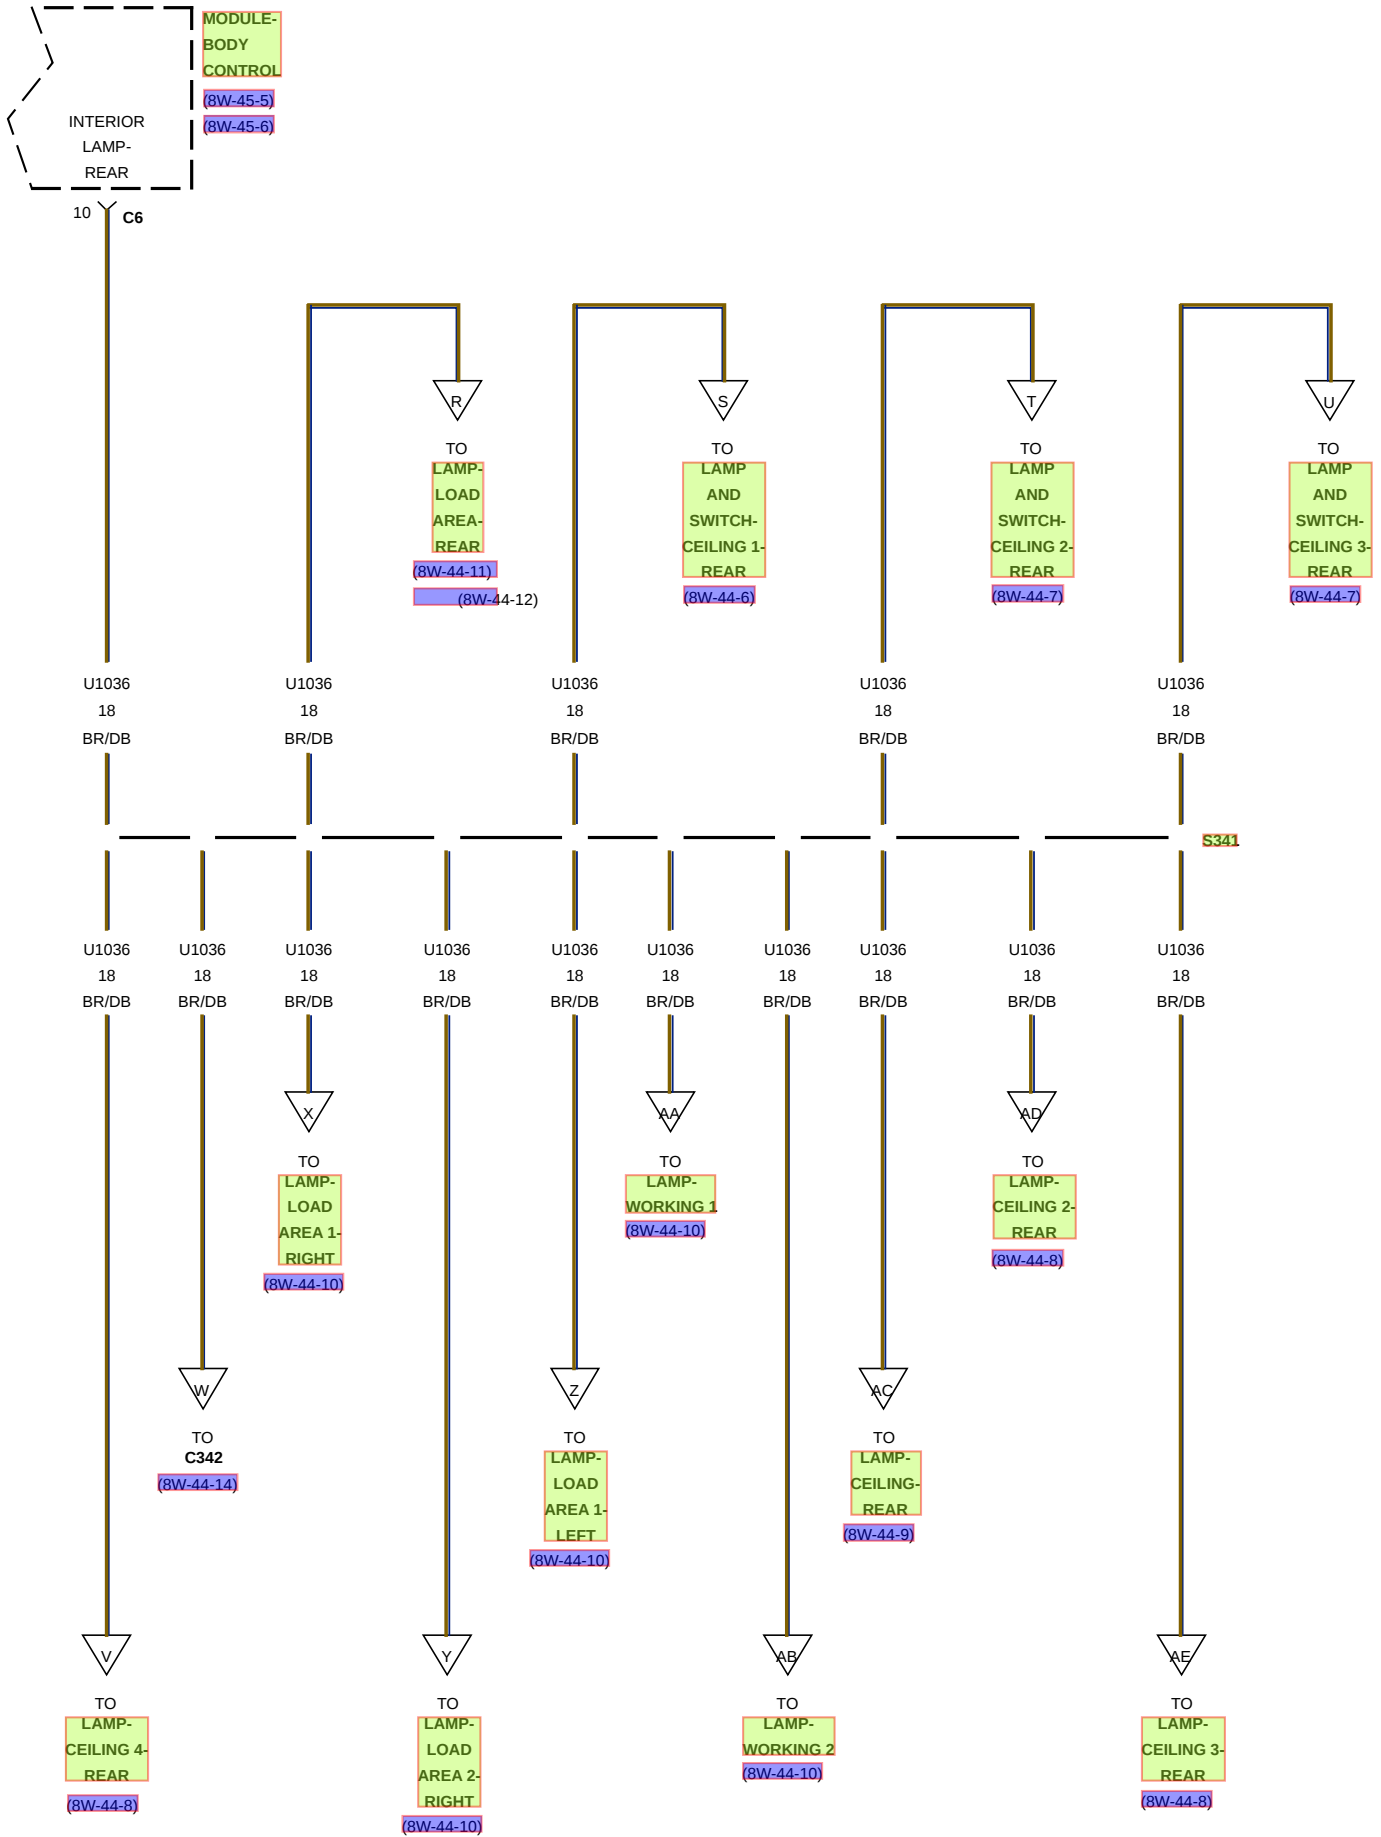 MODULE-
BODY
CONTROL
(8W-45-5)
(8W-45-6)
INTERIOR
LAMP-
REAR
10
C6
R
S
T
U
TO
LAMP-
LOAD
AREA-
REAR
(8W-44-11)
(8W-44-12)
TO
LAMP
AND
SWITCH-
CEILING 1-
REAR
(8W-44-6)
TO
LAMP
AND
SWITCH-
CEILING 2-
REAR
(8W-44-7)
TO
LAMP
AND
SWITCH-
CEILING 3-
REAR
(8W-44-7)
U1036
18
BR/DB
U1036
18
BR/DB
U1036
18
BR/DB
U1036
18
BR/DB
U1036
18
BR/DB
S341
U1036
18
BR/DB
U1036
18
BR/DB
U1036
18
BR/DB
U1036
18
BR/DB
U1036
18
BR/DB
U1036
18
BR/DB
U1036
18
BR/DB
U1036
18
BR/DB
U1036
18
BR/DB
U1036
18
BR/DB
X
TO
LAMP-
LOAD
AREA 1-
RIGHT
(8W-44-10)
AA
TO
LAMP-
WORKING 1
(8W-44-10)
AD
TO
LAMP-
CEILING 2-
REAR
(8W-44-8)
W
TO
C342
(8W-44-14)
Z
TO
LAMP-
LOAD
AREA 1-
LEFT
(8W-44-10)
AC
TO
LAMP-
CEILING-
REAR
(8W-44-9)
V
TO
LAMP-
CEILING 4-
REAR
(8W-44-8)
Y
TO
LAMP-
LOAD
AREA 2-
RIGHT
(8W-44-10)
AB
TO
LAMP-
WORKING 2
(8W-44-10)
AE
TO
LAMP-
CEILING 3-
REAR
(8W-44-8)